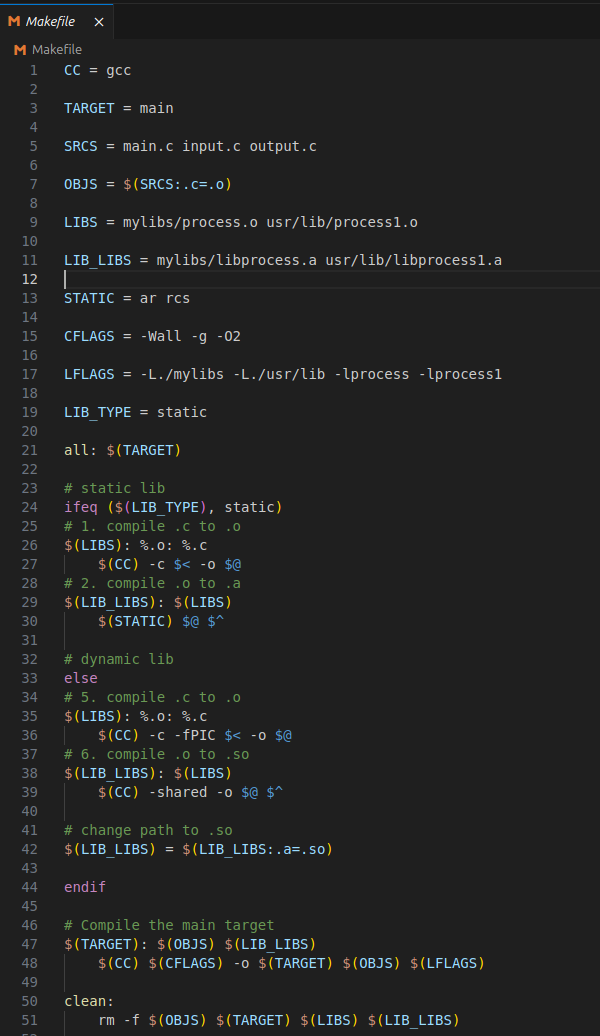 M Makefile ×
M Makefile
1 CC = gcc
2
3 TARGET = main
4
5 SRCS = main.c input.c output.c
6
7 OBJS = $(SRCS:.c=.o)
8
9 LIBS = mylibs/process.o usr/lib/process1.o
10
11 LIB_LIBS = mylibs/libprocess.a usr/lib/libprocess1.a
12
13 STATIC = ar rcs
14
15 CFLAGS = -Wall -g -O2
16
17 LFLAGS = -L./mylibs -L./usr/lib -lprocess -lprocess1
18
19 LIB_TYPE = static
20
21 all: $(TARGET)
22
23 # static lib
24 ifeq ($(LIB_TYPE), static)
25 # 1. compile .c to .o
26 $(LIBS): %.o: %.c
27     $(CC) -c $< -o $@
28 # 2. compile .o to .a
29 $(LIB_LIBS): $(LIBS)
30     $(STATIC) $@ $^
31
32 # dynamic lib
33 else
34 # 5. compile .c to .o
35 $(LIBS): %.o: %.c
36     $(CC) -c -fPIC $< -o $@
37 # 6. compile .o to .so
38 $(LIB_LIBS): $(LIBS)
39     $(CC) -shared -o $@ $^
40
41 # change path to .so
42 $(LIB_LIBS) = $(LIB_LIBS:.a=.so)
43
44 endif
45
46 # Compile the main target
47 $(TARGET): $(OBJS) $(LIB_LIBS)
48     $(CC) $(CFLAGS) -o $(TARGET) $(OBJS) $(LFLAGS)
49
50 clean:
51     rm -f $(OBJS) $(TARGET) $(LIBS) $(LIB_LIBS)